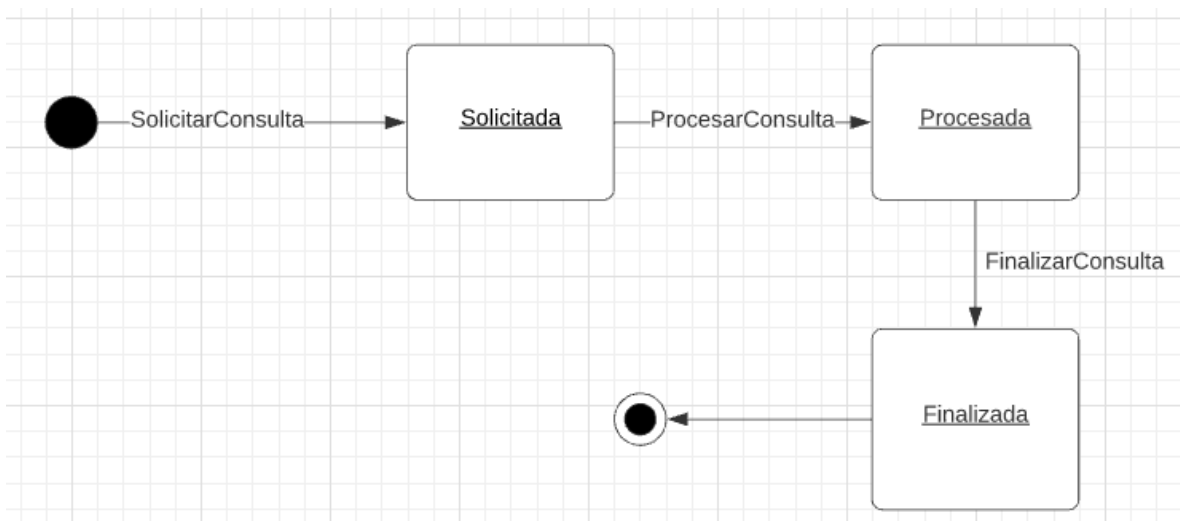 SolicitarConsulta
Solicitada
ProcesarConsulta
Procesada
FinalizarConsulta
Finalizada